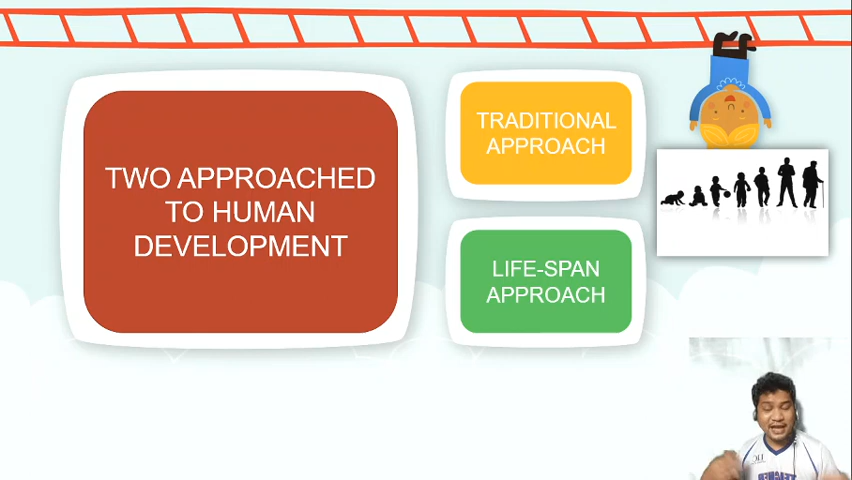 TWO APPROACHED
TO HUMAN
DEVELOPMENT
TRADITIONAL
APPROACH
LIFE-SPAN
APPROACH